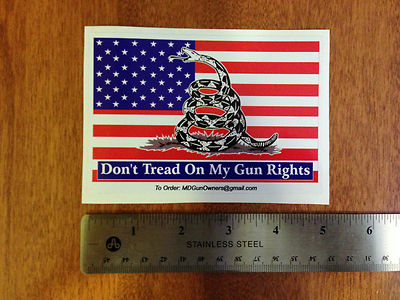 Don't Tread On My Gun Rights
To Order: MDGunOwners@gmail.com
1 2 3 4 5 6
STAINLESS STEEL